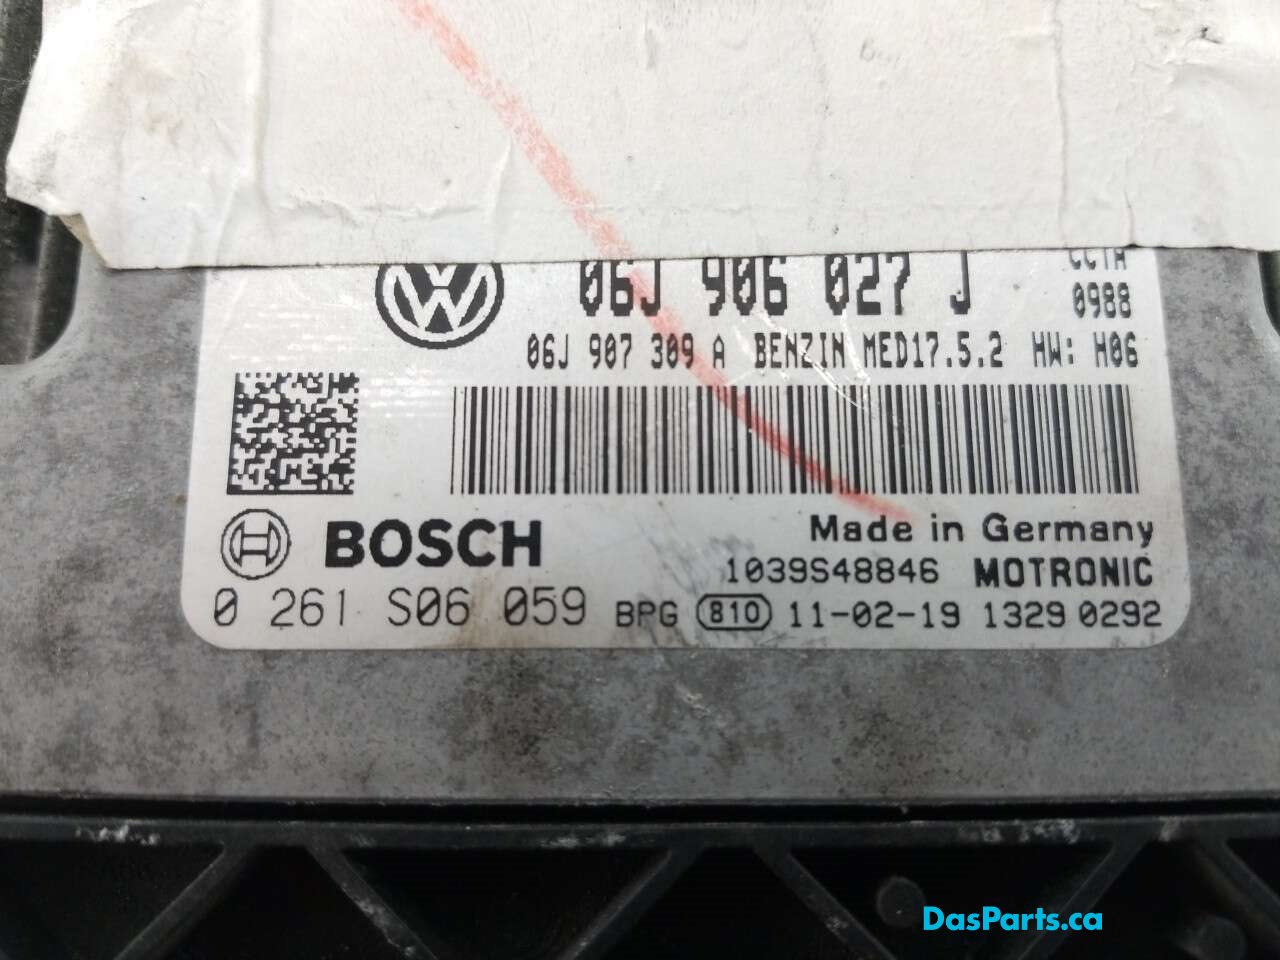 06J 906 027 J
CCTA
0988
06J 907 309 A BENZIN MED17.5.2 HW: H06
BOSCH
Made in Germany
1039S48846 MOTRONIC
0 261 S06 059 BPG 810 11-02-19 1329 0292
DasParts.ca